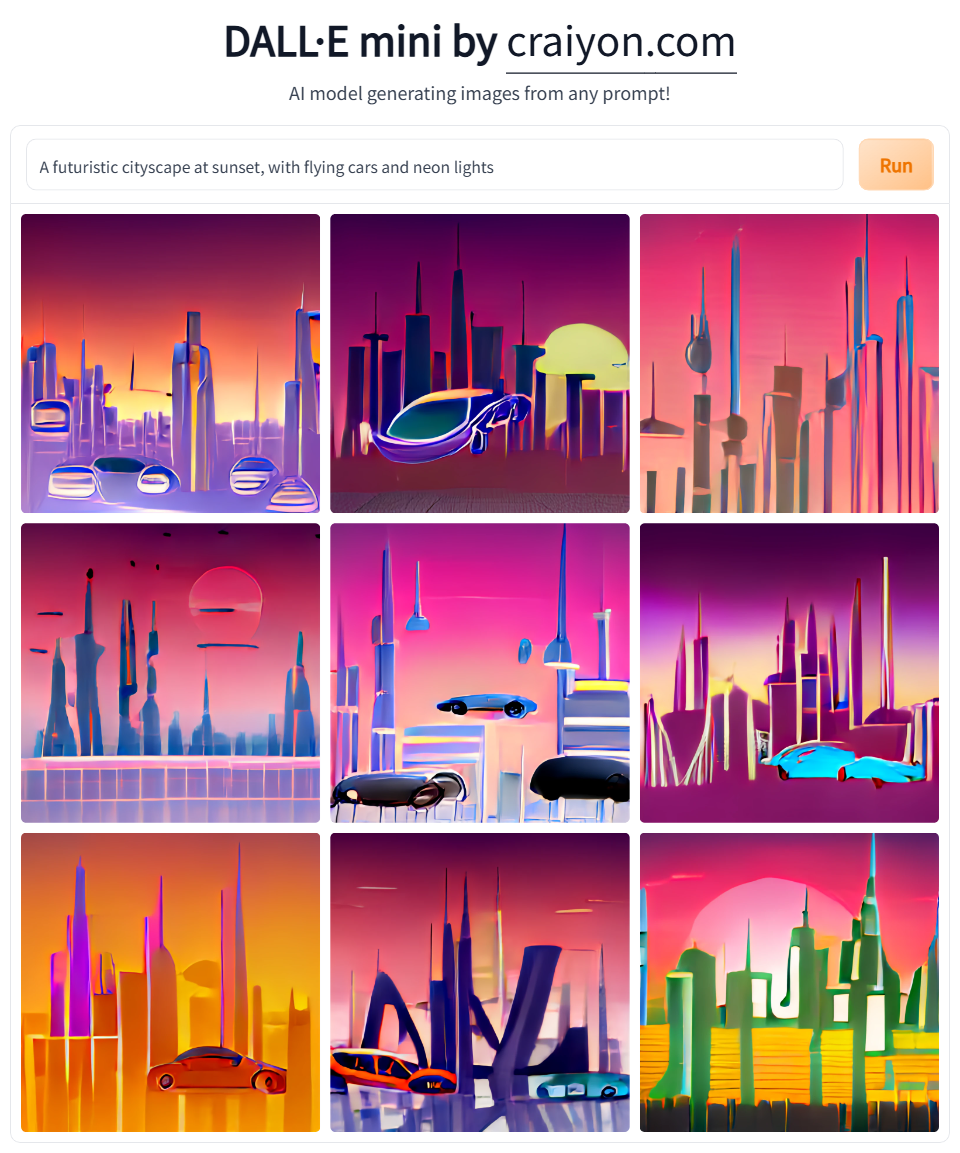 DALL·E mini by craiyon.com
AI model generating images from any prompt!
A futuristic cityscape at sunset, with flying cars and neon lights
Run